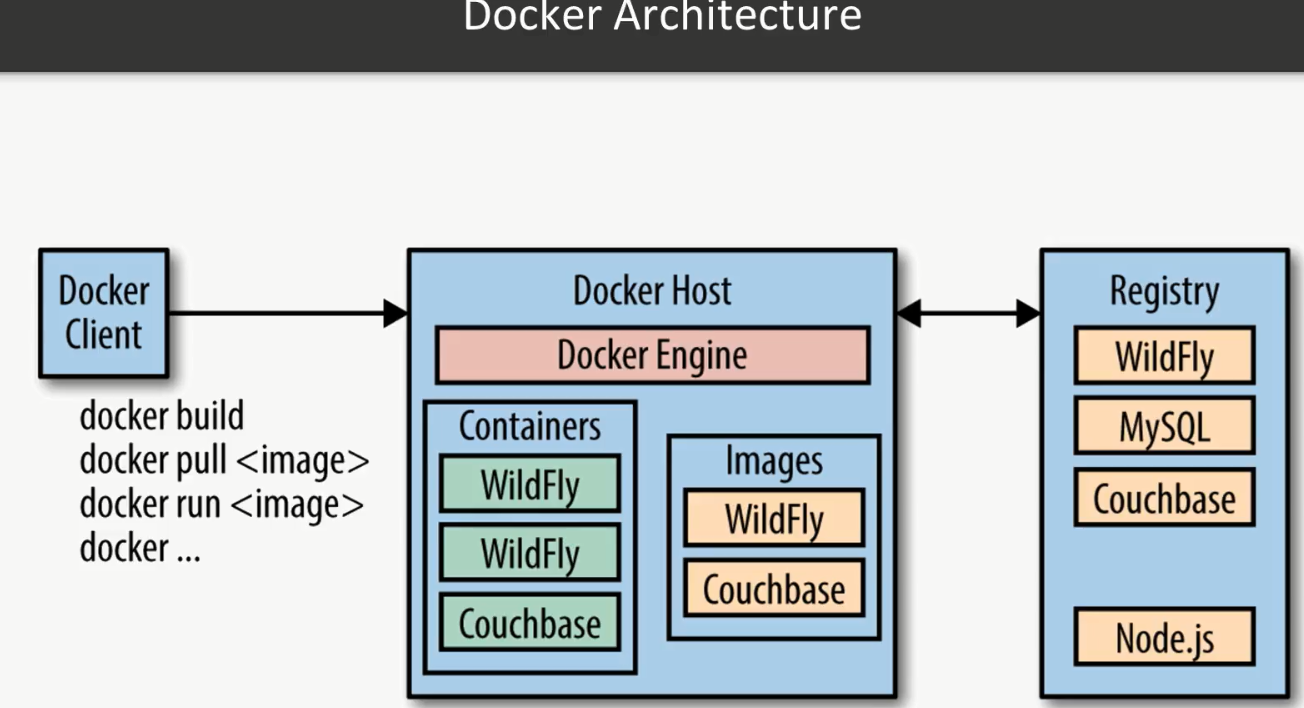 Docker Architecture
Docker
Client
docker build
docker pull <image>
docker run <image>
docker ...
Docker Host
Docker Engine
Containers
WildFly
WildFly
Couchbase
Images
WildFly
Couchbase
Registry
WildFly
MySQL
Couchbase
Node.js